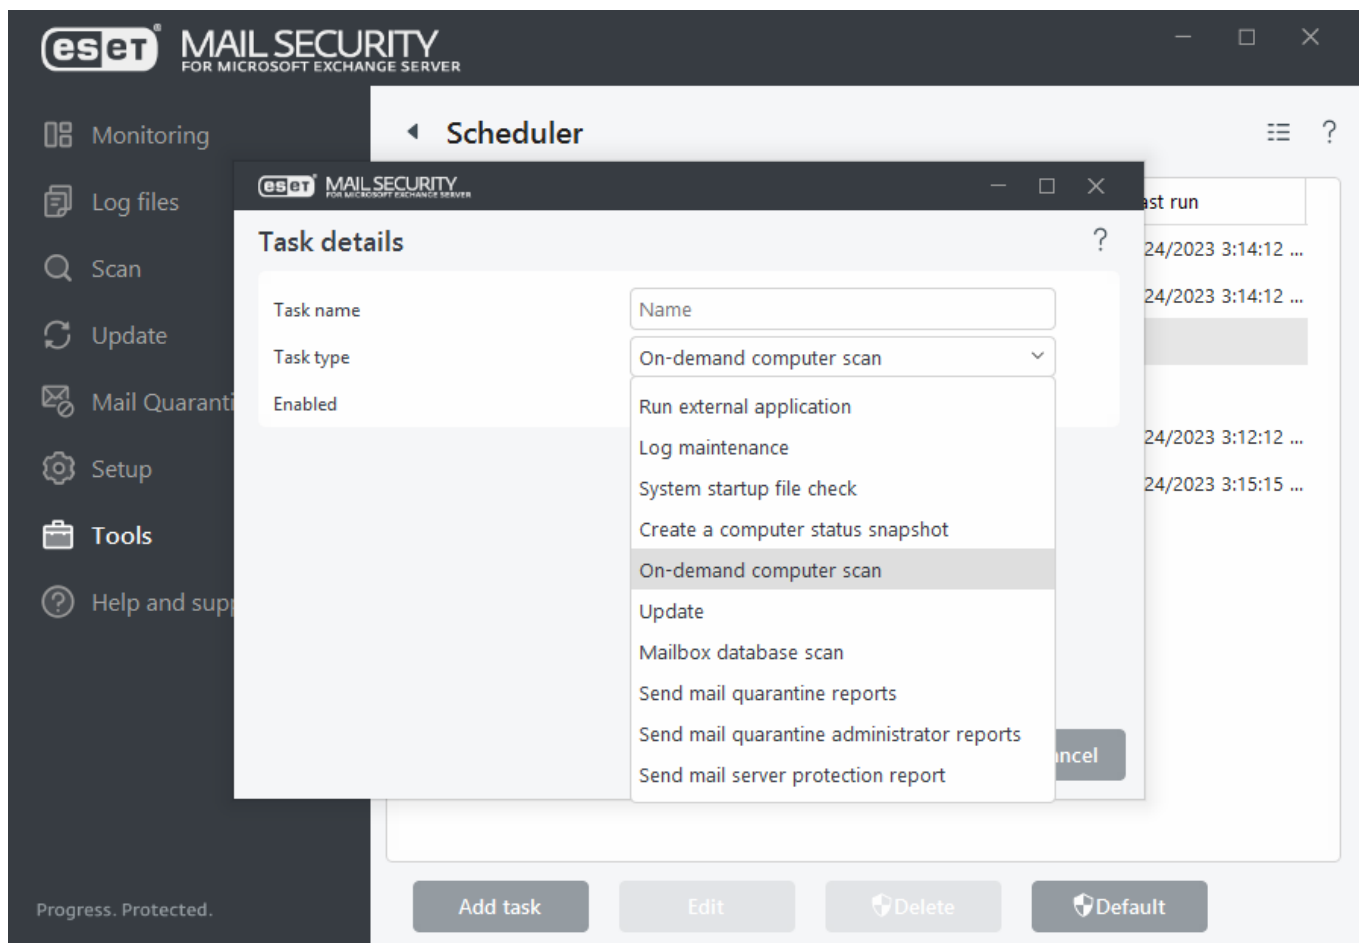 eset MAIL SECURITY
FOR MICROSOFT EXCHANGE SERVER
Monitoring
Log files
Scan
Update
Mail Quaranti
Setup
Tools
Help and supp
Progress. Protected.
Scheduler
?
ast run
24/2023 3:14:12 ...
24/2023 3:14:12 ...
24/2023 3:12:12 ...
24/2023 3:15:15 ...
eset MAIL SECURITY
FOR MICROSOFT EXCHANGE SERVER
Task details
?
Task name
Name
Task type
On-demand computer scan
Enabled
Run external application
Log maintenance
System startup file check
Create a computer status snapshot
On-demand computer scan
Update
Mailbox database scan
Send mail quarantine reports
Send mail quarantine administrator reports
Send mail server protection report
ncel
Add task
Edit
Delete
Default